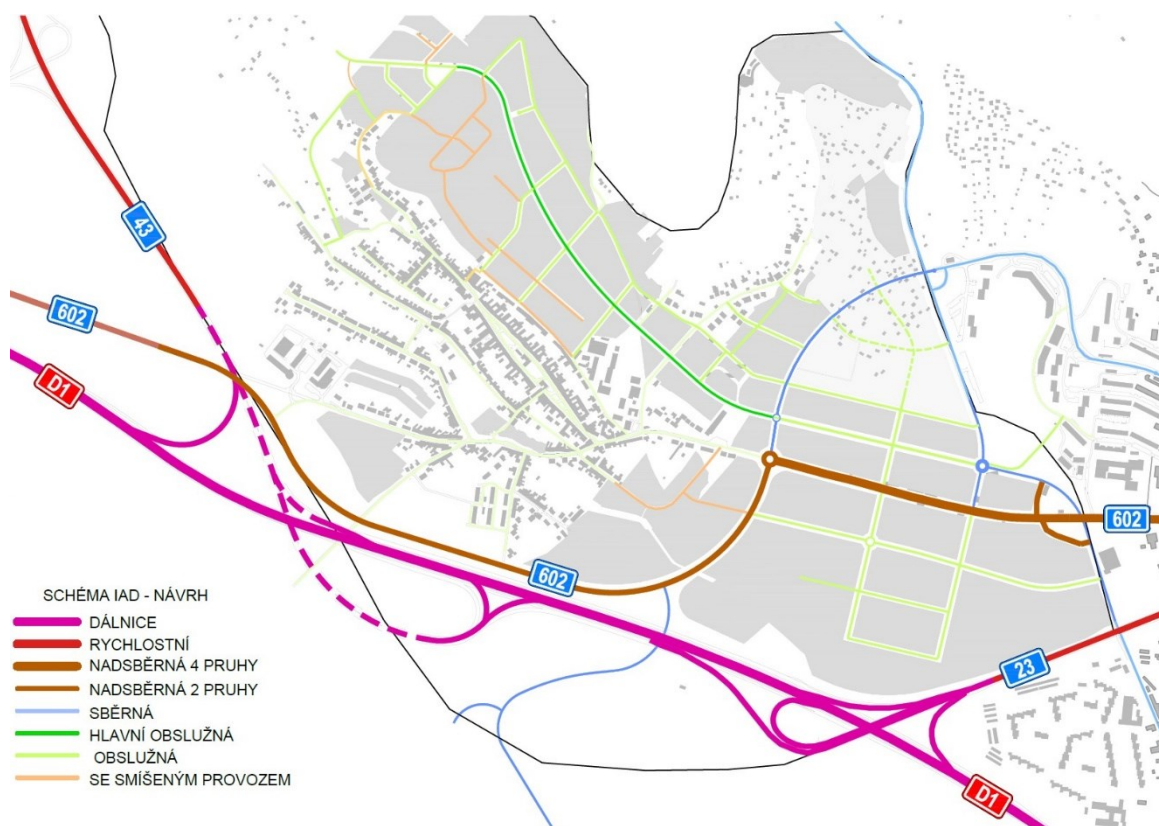 43
602
D1
602
602
23
D1
SCHÉMA IAD - NÁVRH
DÁLNICE
RYCHLOSTNÍ
NADSBĚRNÁ 4 PRUHY
NADSBĚRNÁ 2 PRUHY
SBĚRNÁ
HLAVNÍ OBSLUŽNÁ
OBSLUŽNÁ
SE SMÍŠENÝM PROVOZEM